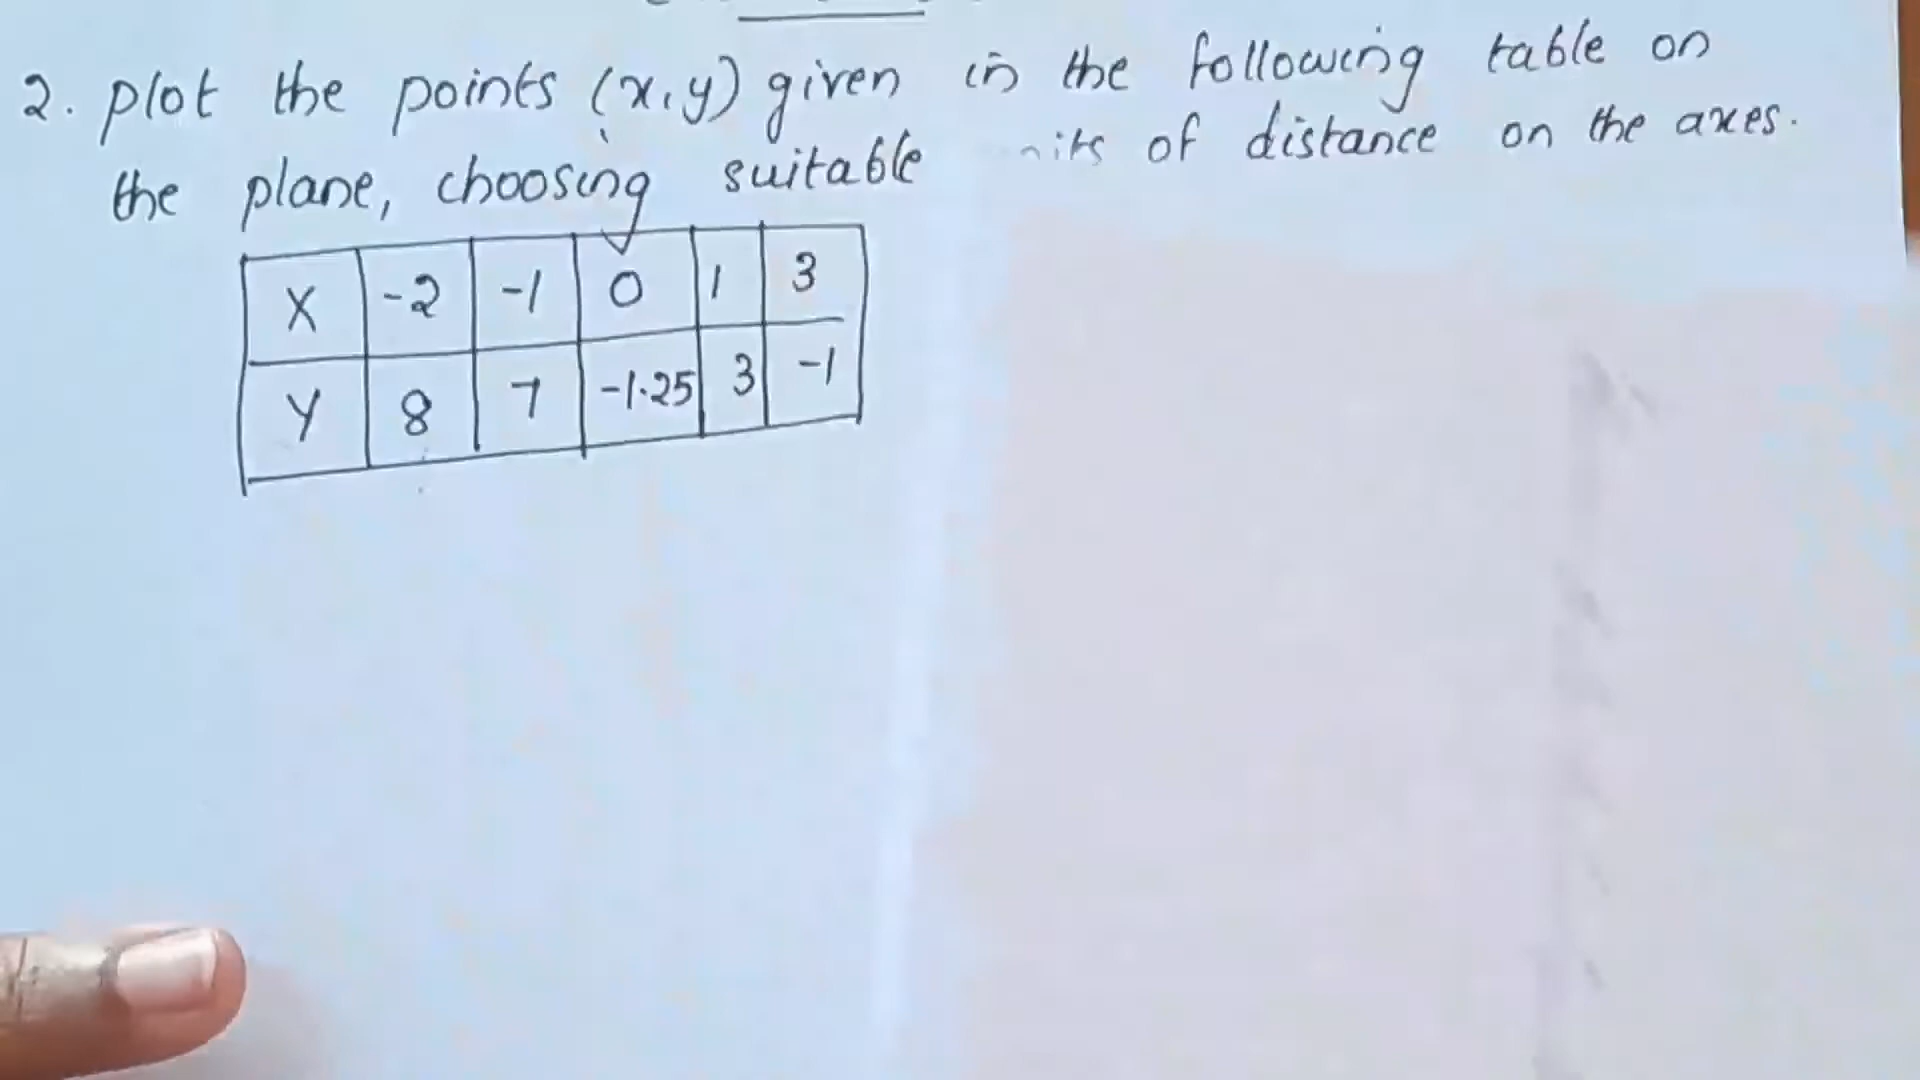 2. plot the points (x,y) given in the following table on
the plane, choosing suitable of distance on the axes.
X -2 -1 0 1 3
Y 8 7 -1.25 3 -1